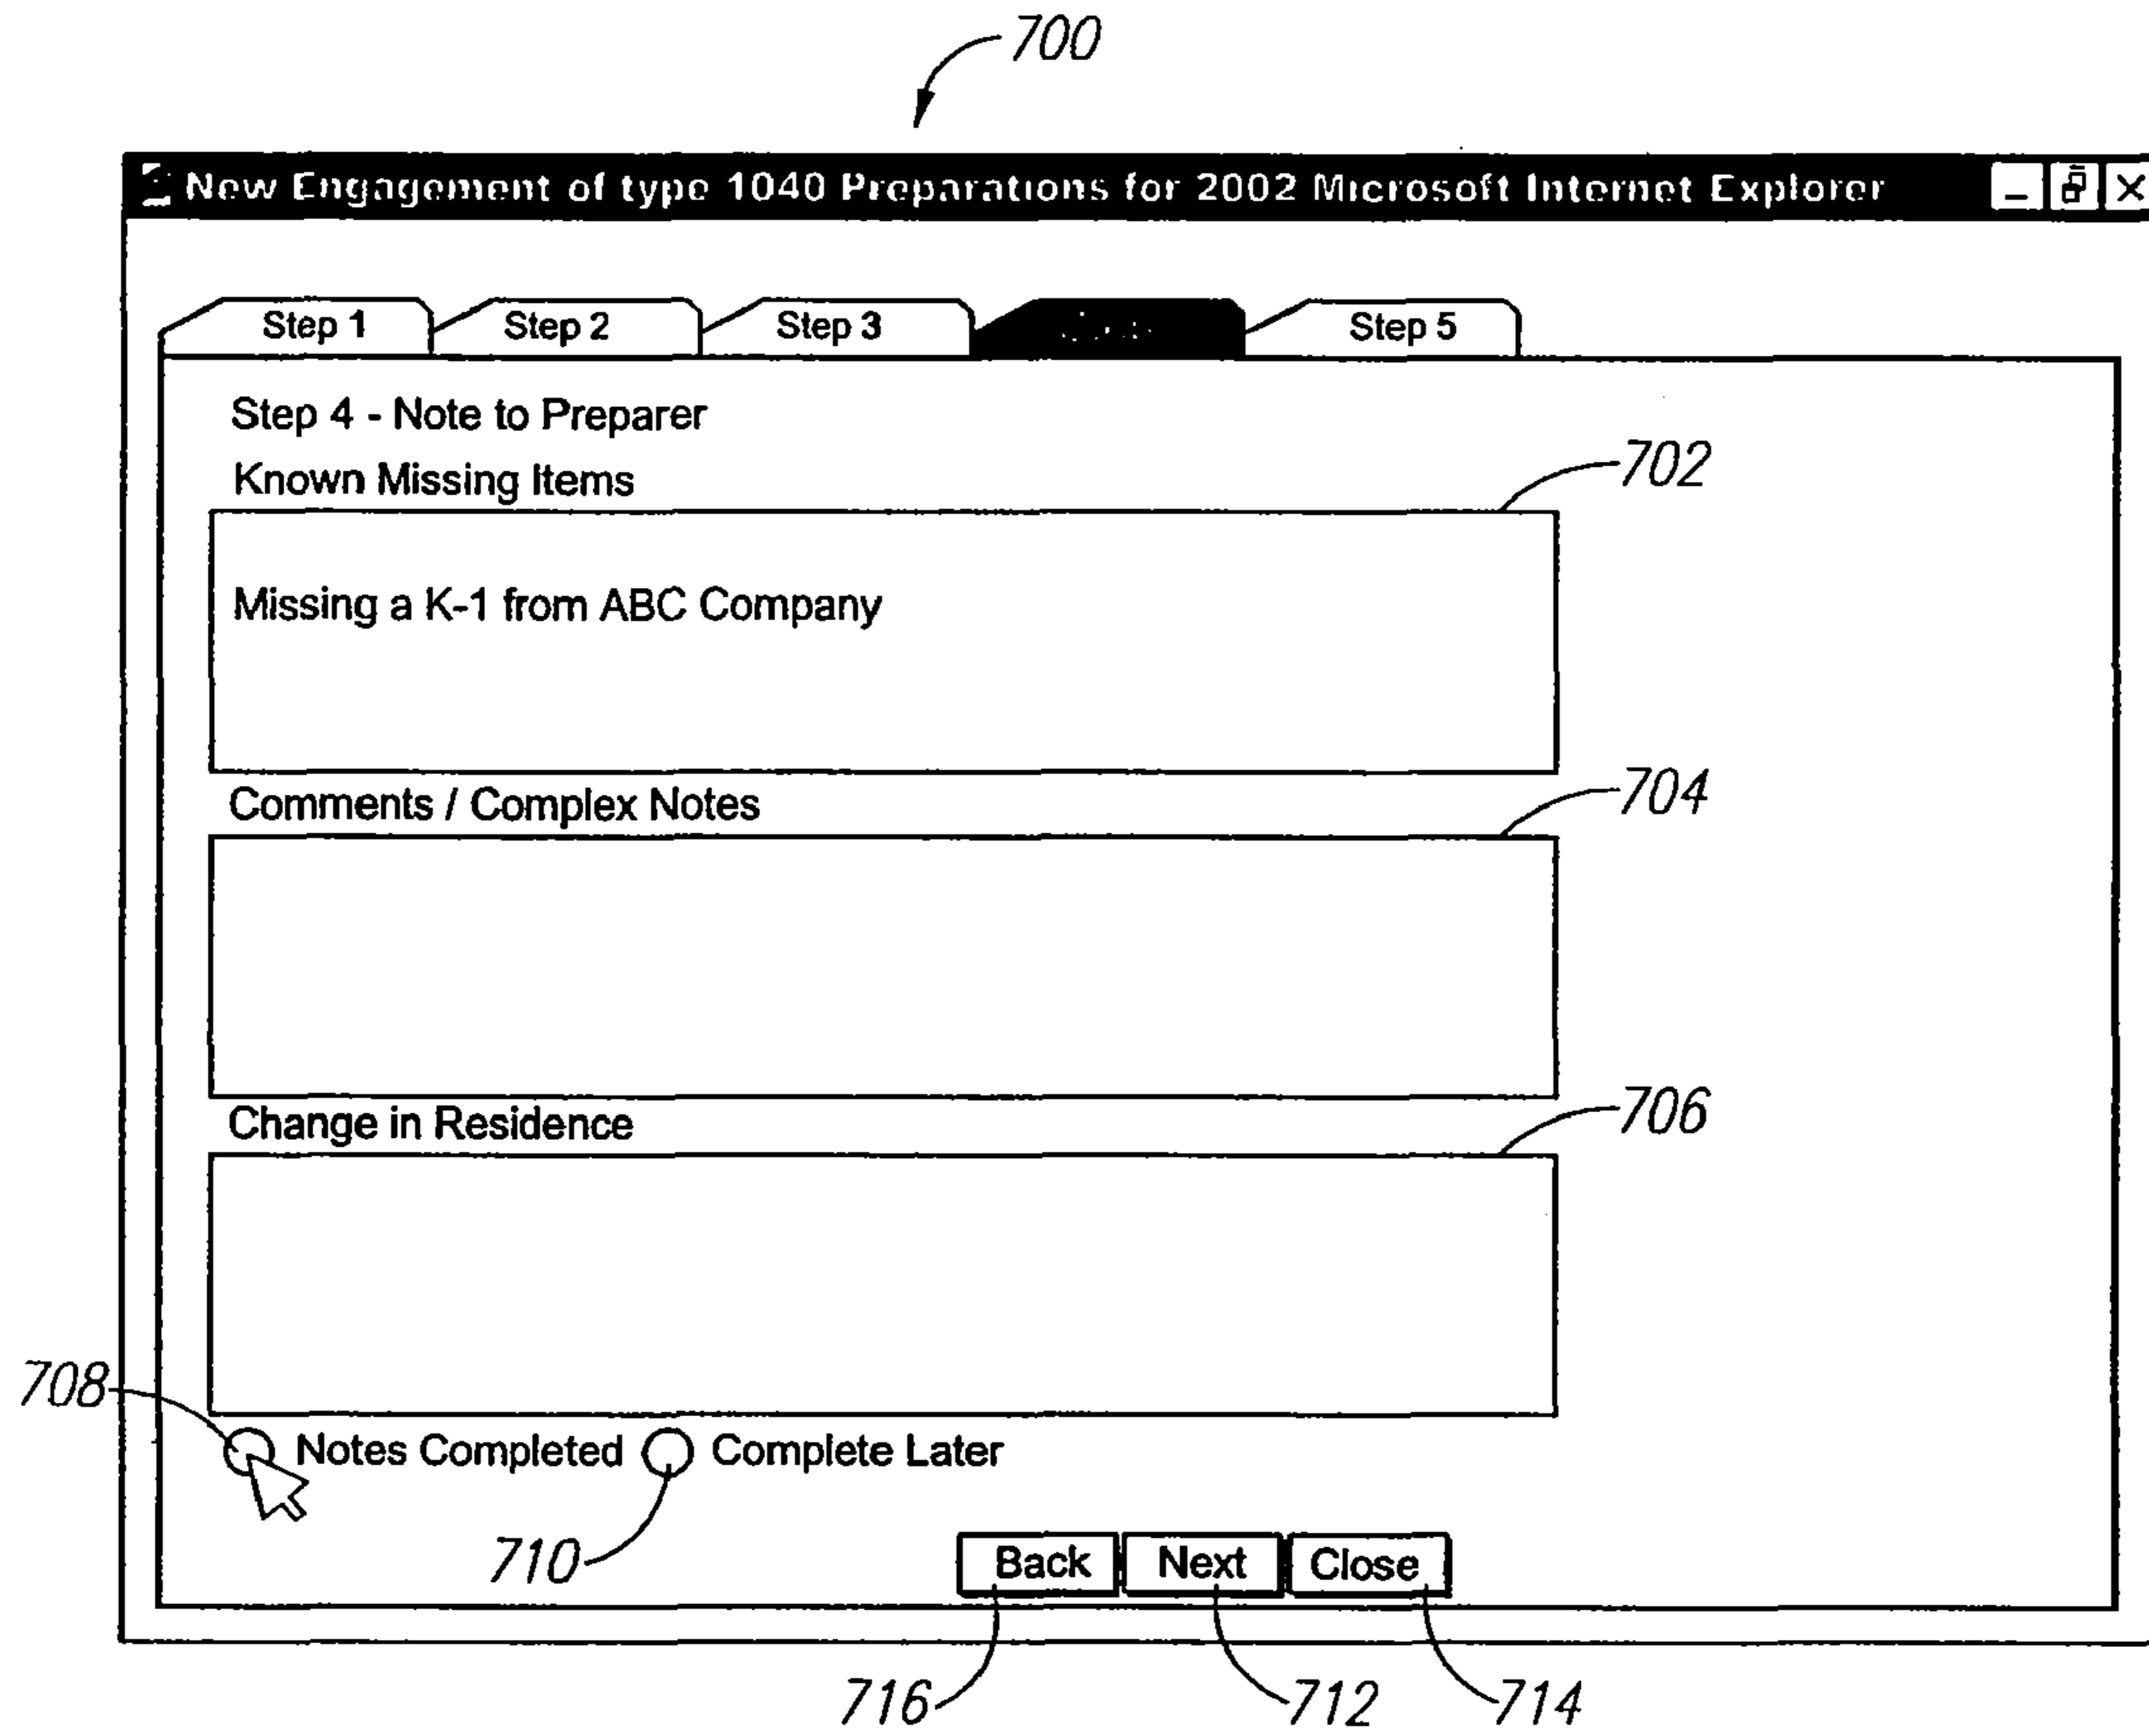 700
New Engagement of type 1040 Preparations for 2002 Microsoft Internet Explorer
Step 1 Step 2 Step 3 Step 5
Step 4 - Note to Preparer
Known Missing Items
702
Missing a K-1 from ABC Company
Comments / Complex Notes
704
Change in Residence
706
708
Notes Completed Complete Later
710
Back Next Close
716 712 714